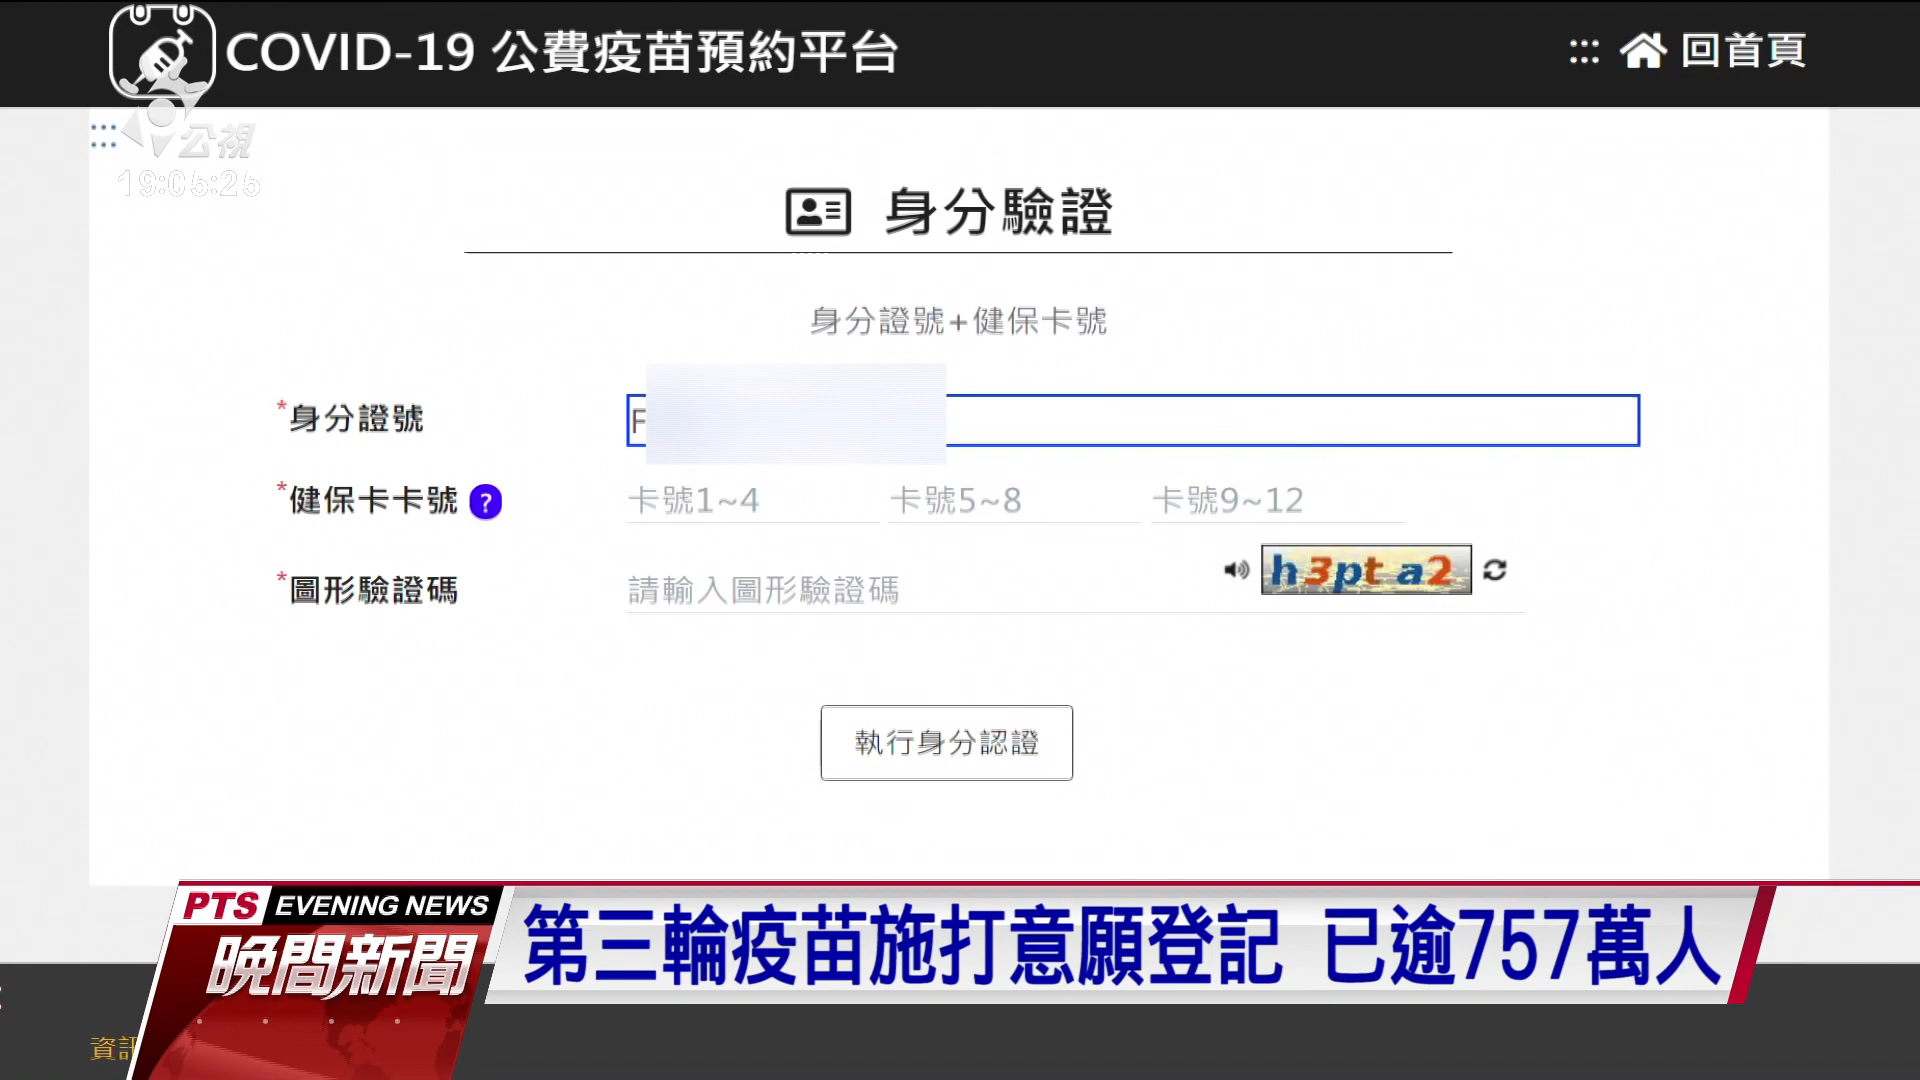 COVID-19 公費疫苗預約平台
回首頁
公視
19:05:25
身分驗證
身分證號+健保卡號
*身分證號
F
*健保卡卡號 ?
卡號1~4 卡號5~8 卡號9~12
*圖形驗證碼
請輸入圖形驗證碼
h3pta2
執行身分認證
PTS EVENING NEWS
晚間新聞
第三輪疫苗施打意願登記 已逾757萬人
資訊